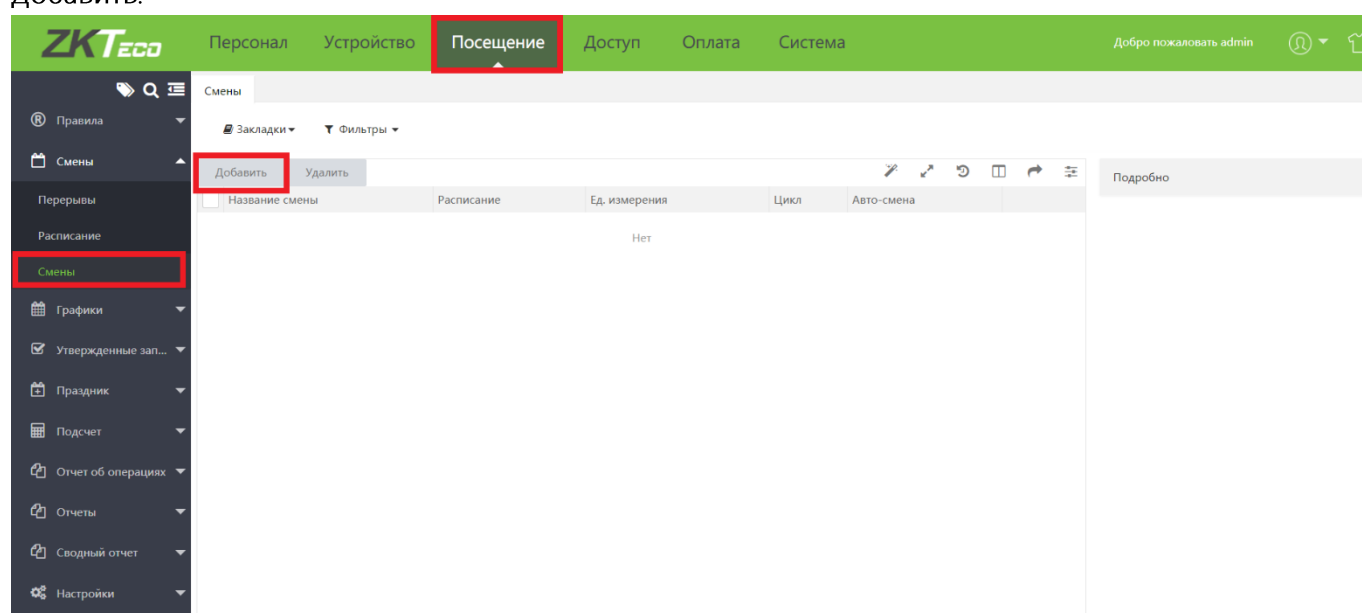 добавить.
ZKTeco Персонал Устройство Посещение Доступ Оплата Система Добро пожаловать admin
Смены
Правила
Закладки Фильтры
Смены
Добавить Удалить
Подробно
Перерывы
Название смены Расписание Ед. измерения Цикл Авто-смена
Расписание
Нет
Смены
Графики
Утвержденные зап...
Праздник
Подсчет
Отчет об операциях
Отчеты
Сводный отчет
Настройки